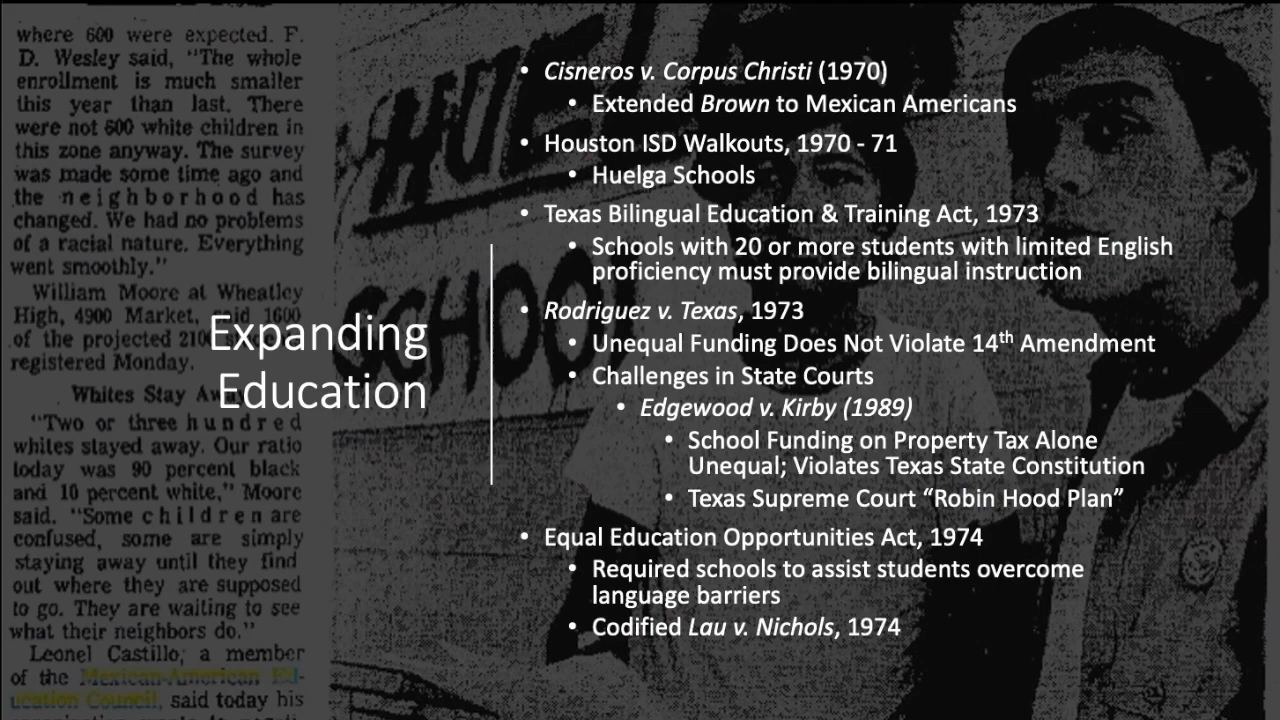 where 600 were expected. F.
D. Wesley said, "The whole
enrollment is much smaller
this year than last. There
were not 600 white children in
this zone anyway. The survey
was made some time ago and
the neighborhood has
changed. We had no problems
of a racial nature. Everything
went smoothly."
William Moore at Wheatley
High, 4900 Market, said 1600
of the projected 2100
registered Monday.
Whites Stay Away
"Two or three hundred
whites stayed away. Our ratio
today was 90 percent black
and 10 percent white," Moore
said. "Some children are
confused, some are simply
staying away until they find
out where they are supposed
to go. They are waiting to see
what their neighbors do."
Leonel Castillo, a member
of the Mexican-American Ed-
ucation Council, said today his
HUE
SCHOO
Expanding
Education
• Cisneros v. Corpus Christi (1970)
• Extended Brown to Mexican Americans
• Houston ISD Walkouts, 1970 - 71
• Huelga Schools
• Texas Bilingual Education & Training Act, 1973
• Schools with 20 or more students with limited English
proficiency must provide bilingual instruction
• Rodriguez v. Texas, 1973
• Unequal Funding Does Not Violate 14th Amendment
• Challenges in State Courts
• Edgewood v. Kirby (1989)
• School Funding on Property Tax Alone
Unequal; Violates Texas State Constitution
• Texas Supreme Court “Robin Hood Plan”
• Equal Education Opportunities Act, 1974
• Required schools to assist students overcome
language barriers
• Codified Lau v. Nichols, 1974